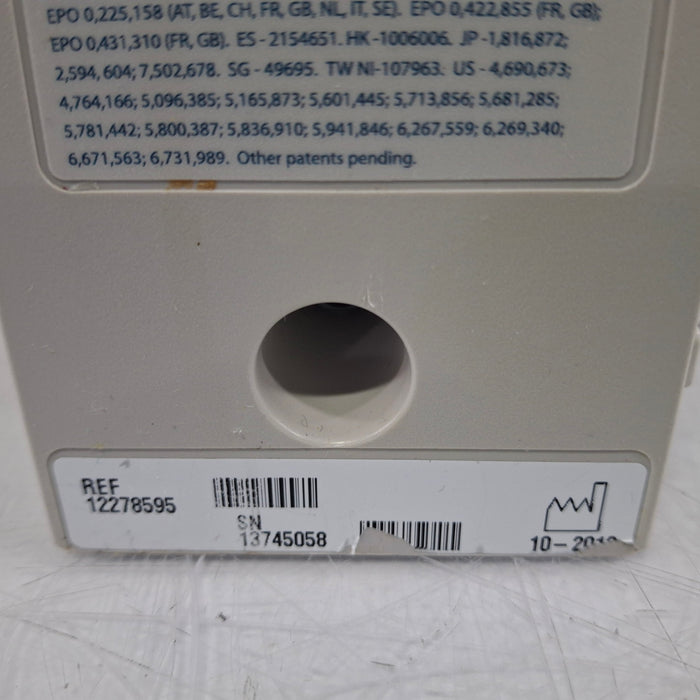 EPO 0,225,158 (AT, BE, CH, FR, GB, NL, IT, SE). EPO 0,422,855 (FR, GB);
EPO 0,431,310 (FR, GB). ES - 2154651. HK -1006006. JP -1,816,872;
2,594,604; 7,502,678. SG - 49695. TW NI-107963. US - 4,690,673;
4,764,166; 5,096,385; 5,165,873; 5,601,445; 5,713,856; 5,681,285;
5,781,442; 5,800,387; 5,836,910; 5,941,846; 6,267,559; 6,269,340;
6,671,563; 6,731,989. Other patents pending.
REF
12278595
SN
13745058
10-